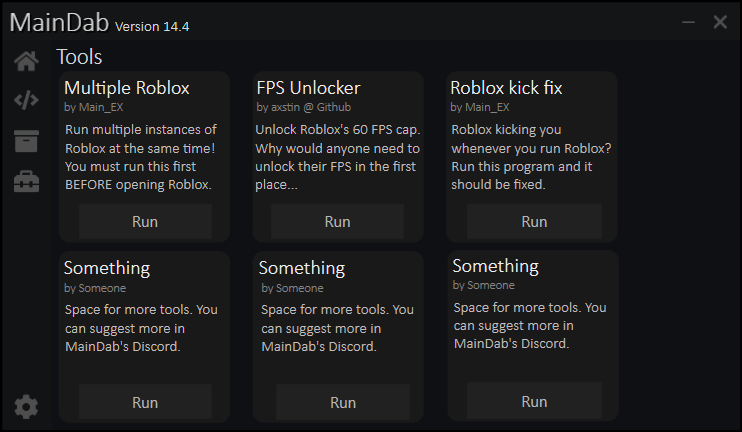 MainDab Version 14.4
Tools
Multiple Roblox
by Main_EX
Run multiple instances of
Roblox at the same time!
You must run this first
BEFORE opening Roblox.
Run
FPS Unlocker
by axstin @ Github
Unlock Roblox's 60 FPS cap.
Why would anyone need to
unlock their FPS in the first
place...
Run
Roblox kick fix
by Main_EX
Roblox kicking you
whenever you run Roblox?
Run this program and it
should be fixed.
Run
Something
by Someone
Space for more tools. You
can suggest more in
MainDab's Discord.
Run
Something
by Someone
Space for more tools. You
can suggest more in
MainDab's Discord.
Run
Something
by Someone
Space for more tools. You
can suggest more in
MainDab's Discord.
Run